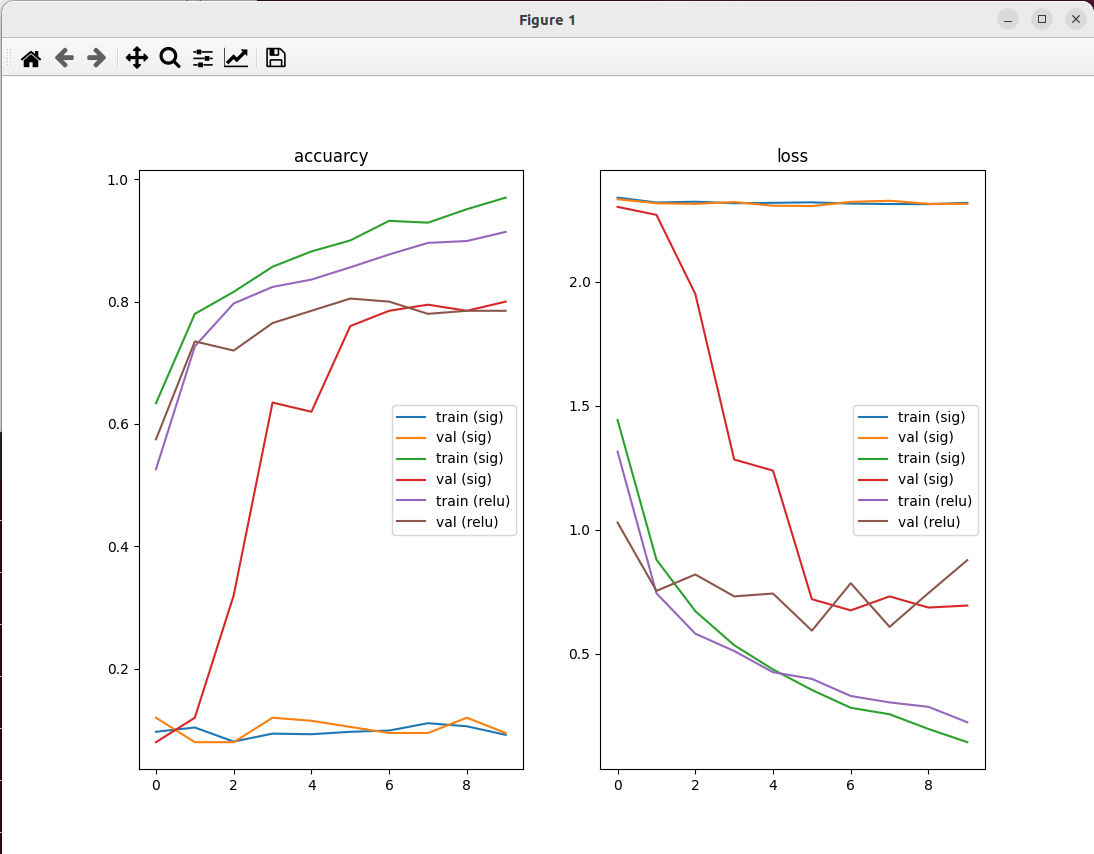 Figure 1
accuarcy
1.0
0.8
0.6
0.4
0.2
0 2 4 6 8
train (sig)
val (sig)
train (sig)
val (sig)
train (relu)
val (relu)
loss
2.0
1.5
1.0
0.5
0 2 4 6 8
train (sig)
val (sig)
train (sig)
val (sig)
train (relu)
val (relu)